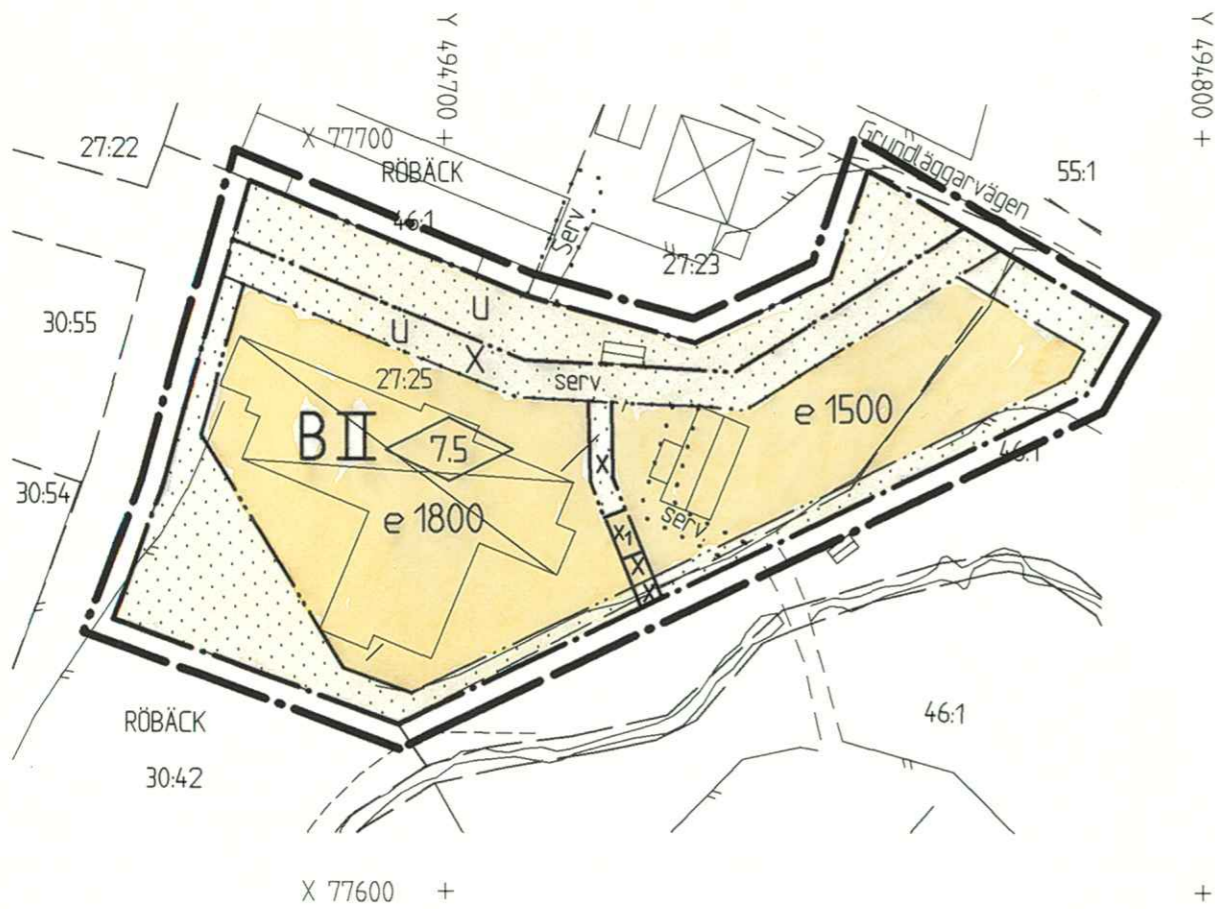 Y 494700
Y 494800
X 77700
27:22
RÖBÄCK
46:1
serv
27:23
Grundläggarvägen
55:1
30:55
u
u
X
27:25
serv.
e 1500
B II
7.5
30:54
e 1800
X
X1
X
X
serv
46:1
RÖBÄCK
30:42
46:1
X 77600